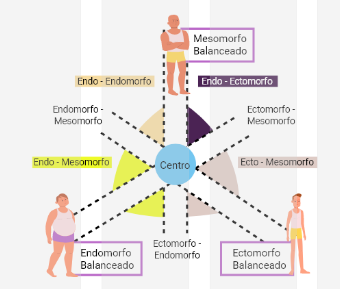 Mesomorfo
Balanceado
Endo - Endomorfo
Endo - Ectomorfo
Endomorfo -
Mesomorfo
Ectomorfo -
Mesomorfo
Endo - Mesomorfo
Centro
Ecto - Mesomorfo
Endomorfo
Balanceado
Ectomorfo -
Endomorfo
Ectomorfo
Balanceado